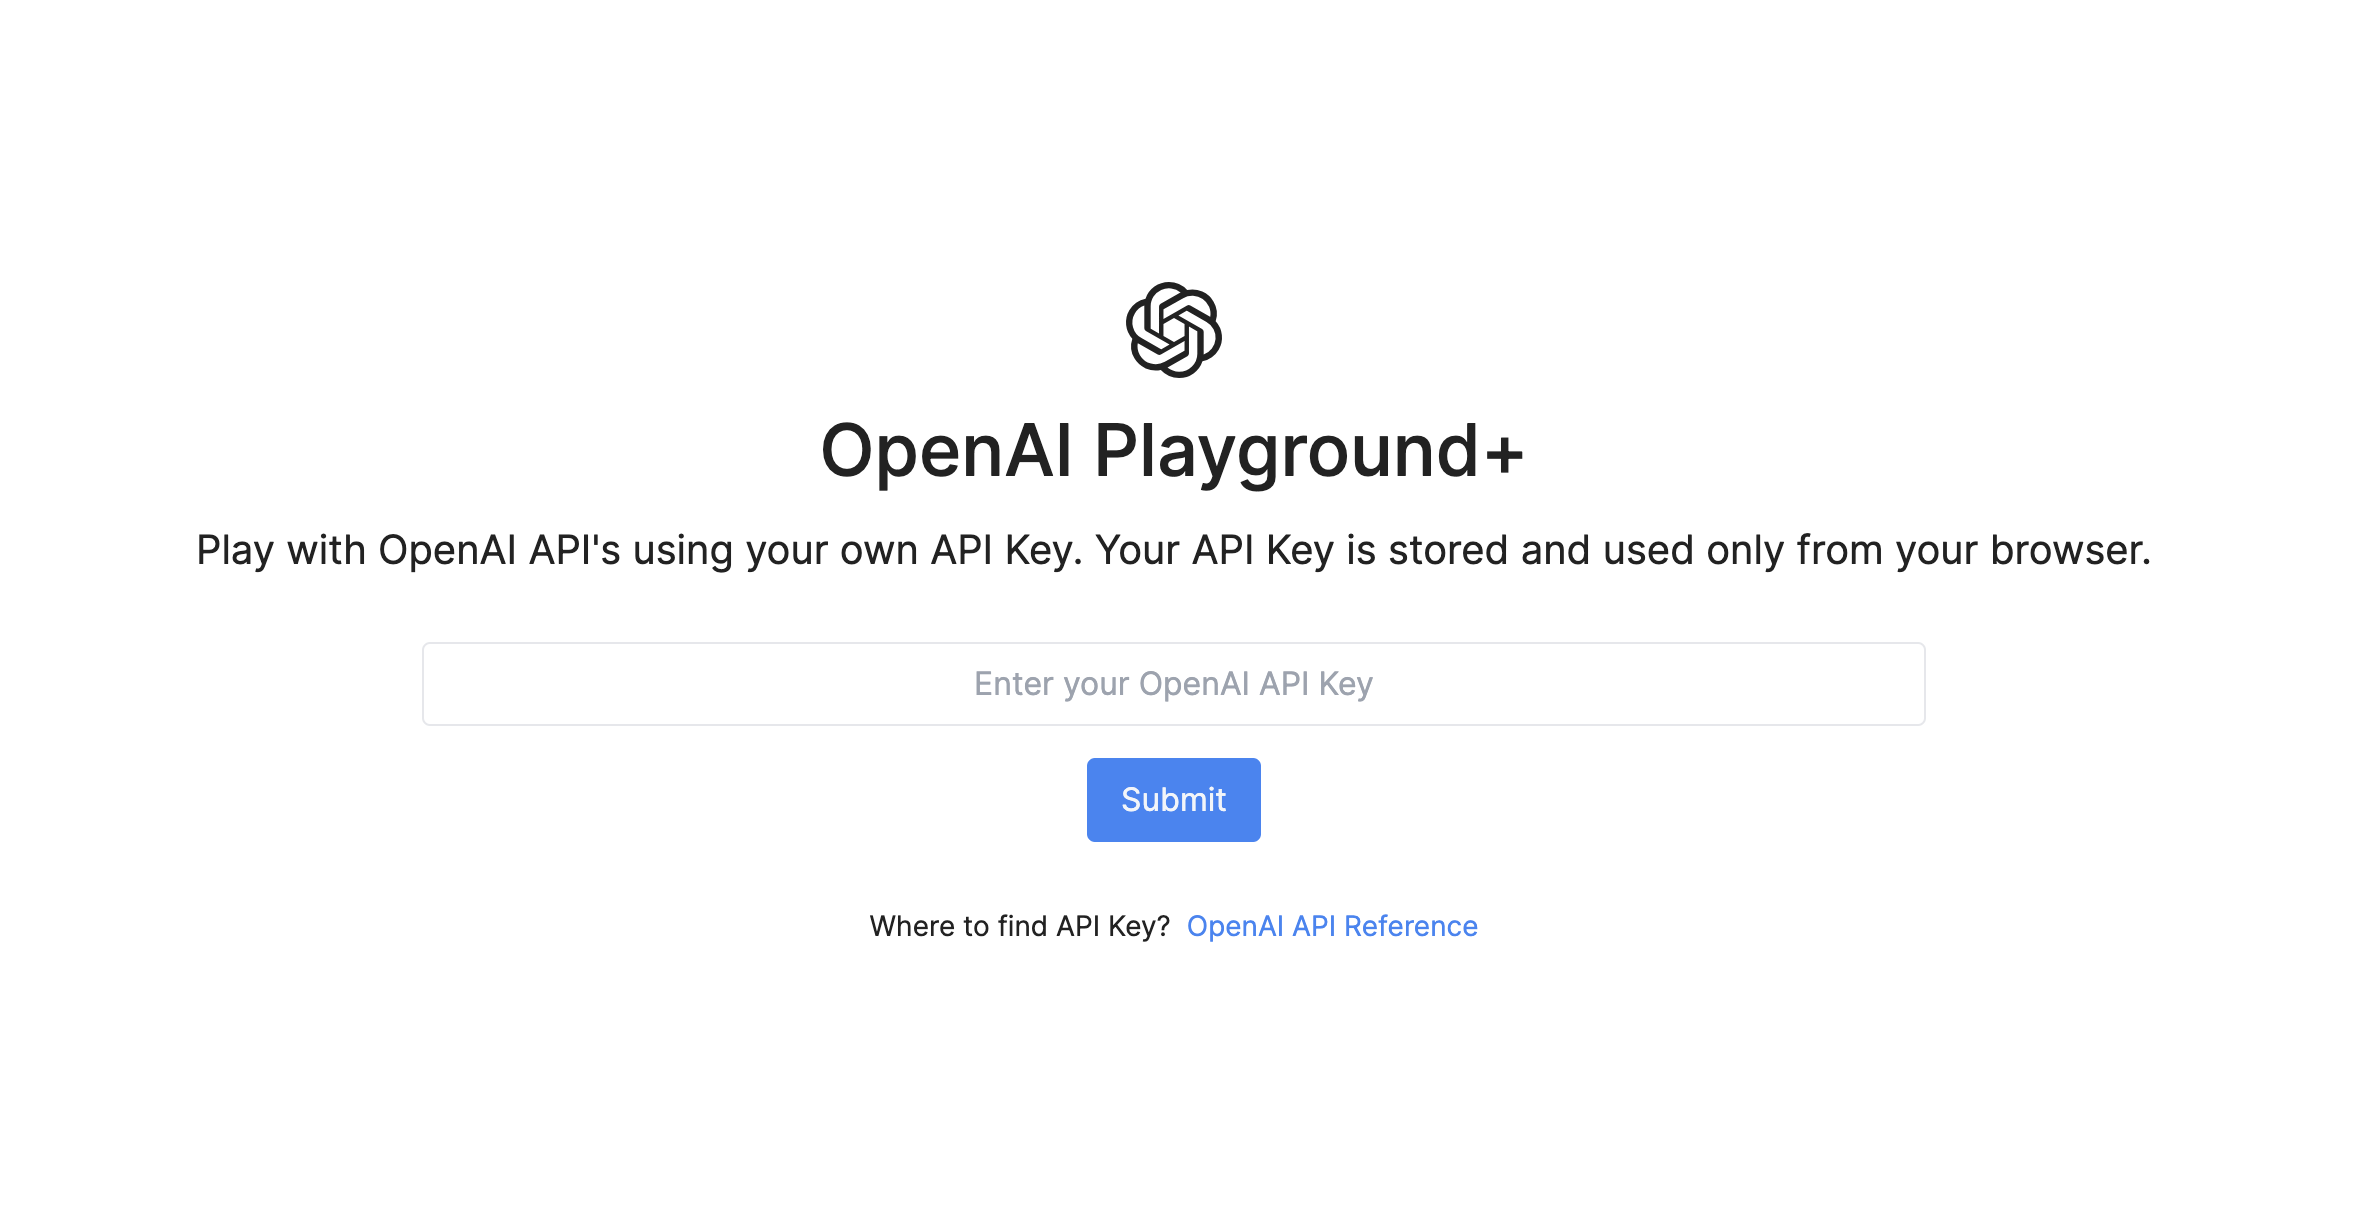 OpenAI Playground+
Play with OpenAI API's using your own API Key. Your API Key is stored and used only from your browser.
Enter your OpenAI API Key
Submit
Where to find API Key? OpenAI API Reference